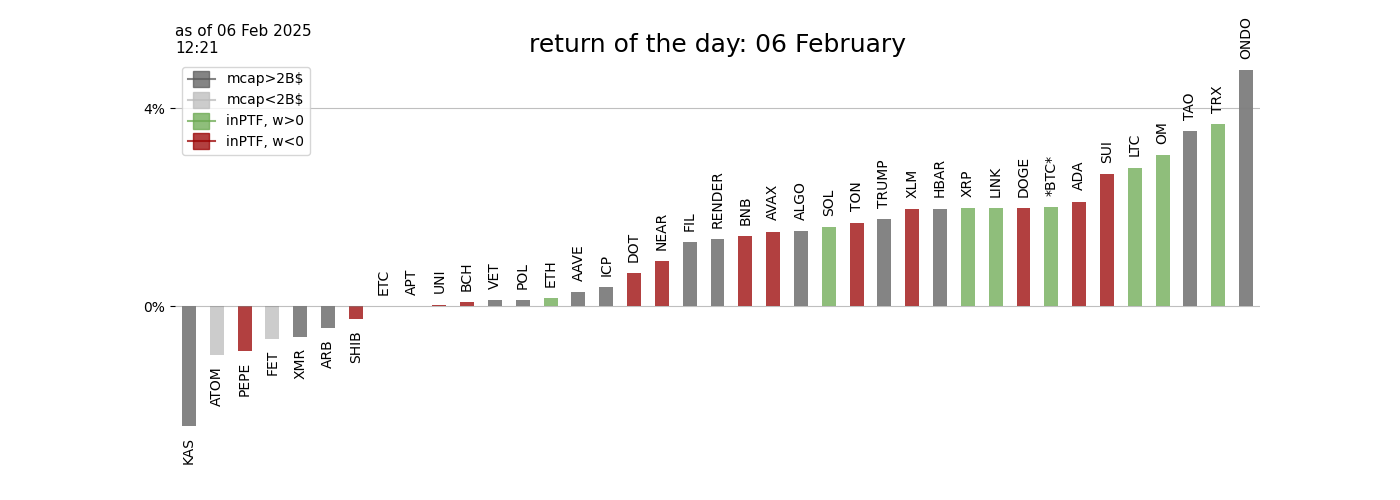 as of 06 Feb 2025
12:21
return of the day: 06 February
mcap>2B$
mcap<2B$
inPTF, w>0
inPTF, w<0
4%
0%
KAS
ATOM
PEPE
FET
XMR
ARB
SHIB
ETC
APT
UNI
BCH
VET
POL
ETH
AAVE
ICP
DOT
NEAR
FIL
RENDER
BNB
AVAX
ALGO
SOL
TON
TRUMP
XLM
HBAR
XRP
LINK
DOGE
*BTC*
ADA
SUI
LTC
OM
TAO
TRX
ONDO